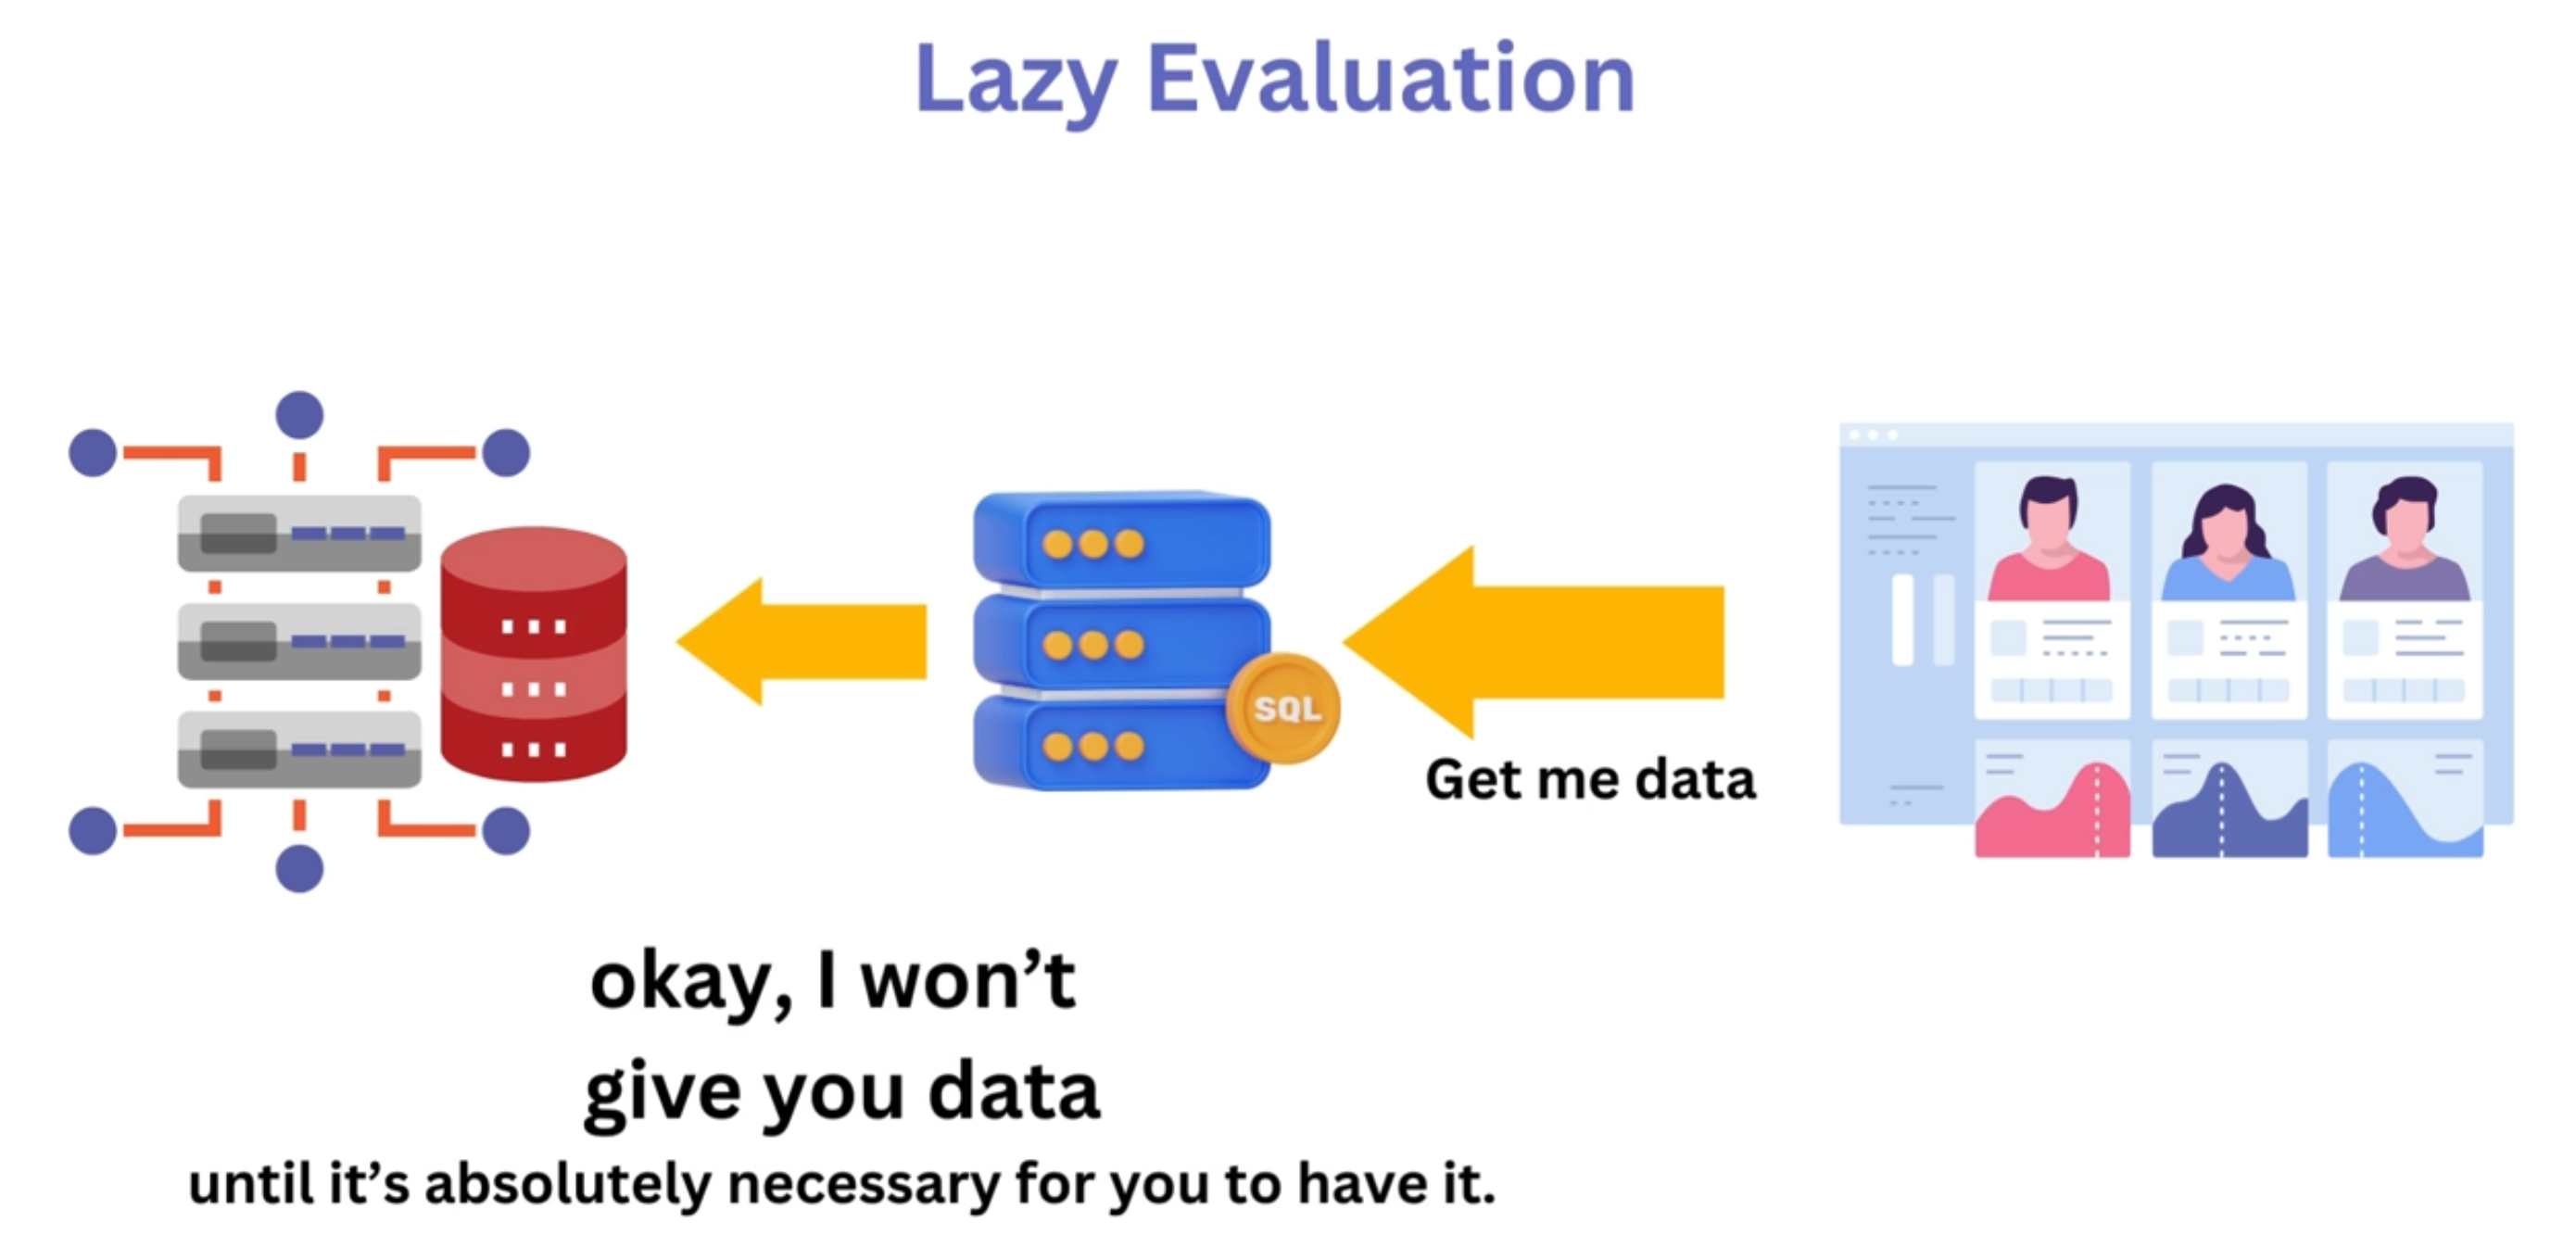 Lazy Evaluation
SQL
Get me data
okay, I won’t
give you data
until it’s absolutely necessary for you to have it.